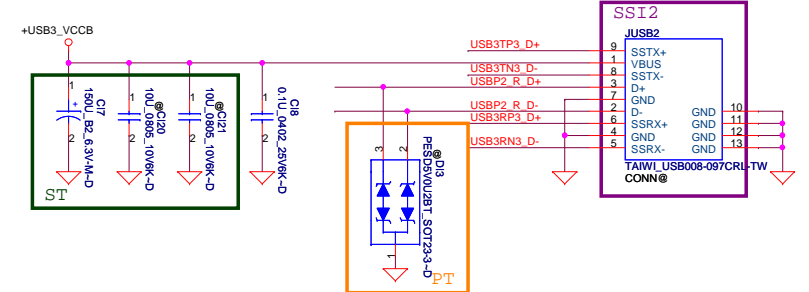 SSI2
+USB3_VCCB
JUSB2
USB3TP3_D+
9
SSTX+
1
VBUS
USB3TN3_D-
8
SSTX-
USBP2_R_D+
3
D+
7
GND
USBP2_R_D-
2
D-
GND
10
USB3RP3_D+
6
SSRX+
GND
11
4
GND
GND
12
USB3RN3_D-
5
SSRX-
GND
13
TAIWI_USB008-097CRL-TW
CONN@
1
+
2
CI7
150U_B2_6.3V-M~D
1
2
@CI20
10U_0805_10V6K~D
1
2
@CI21
10U_0805_10V6K~D
1
2
CI8
0.1U_0402_25V6K~D
ST
3
2
1
@DI3
PESD5V0U2BT_SOT23-3~D
PT